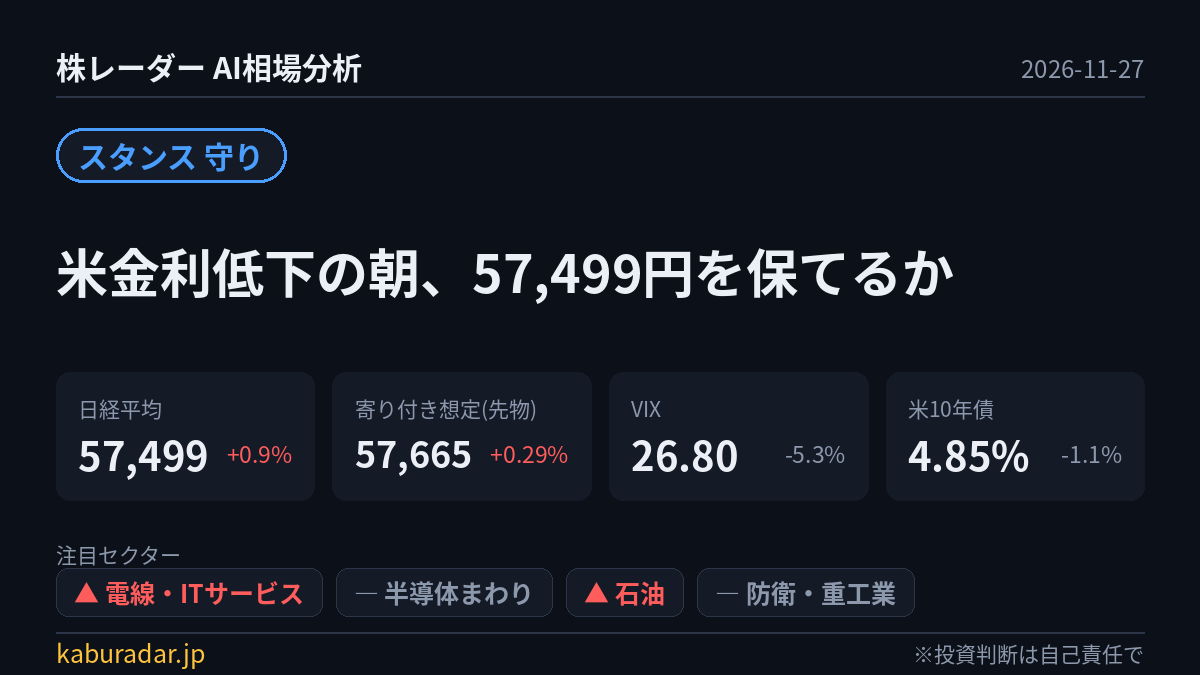 株レーダー AI相場分析 2026-11-27
スタンス 守り
米金利低下の朝、57,499円を保てるか
日経平均 寄り付き想定(先物) VIX 米10年債
57,499 +0.9% 57,665 +0.29% 26.80 -5.3% 4.85% -1.1%
注目セクター
▲ 電線・ITサービス — 半導体まわり ▲ 石油 — 防衛・重工業
kaburadar.jp ※投資判断は自己責任で